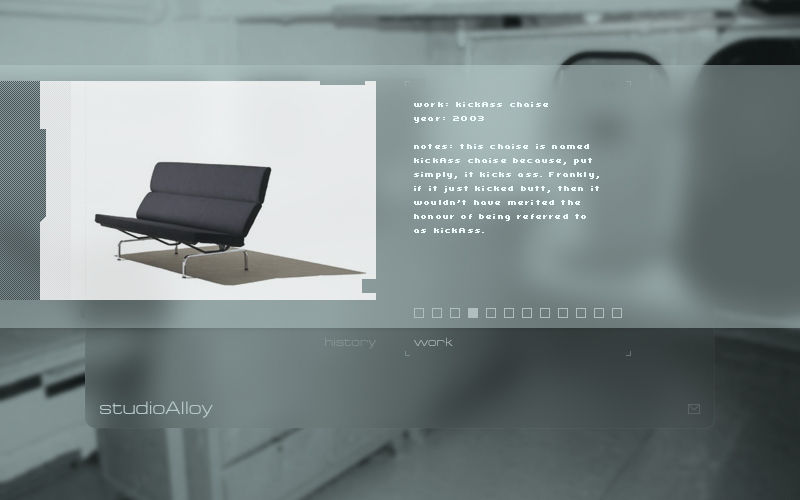 work: kickAss chaise
year: 2003
notes: this chaise is named
kickAss chaise because, put
simply, it kicks ass. Frankly,
if it just kicked butt, then it
wouldn't have merited the
honour of being referred to
as kickAss.
history
work
studioAlloy